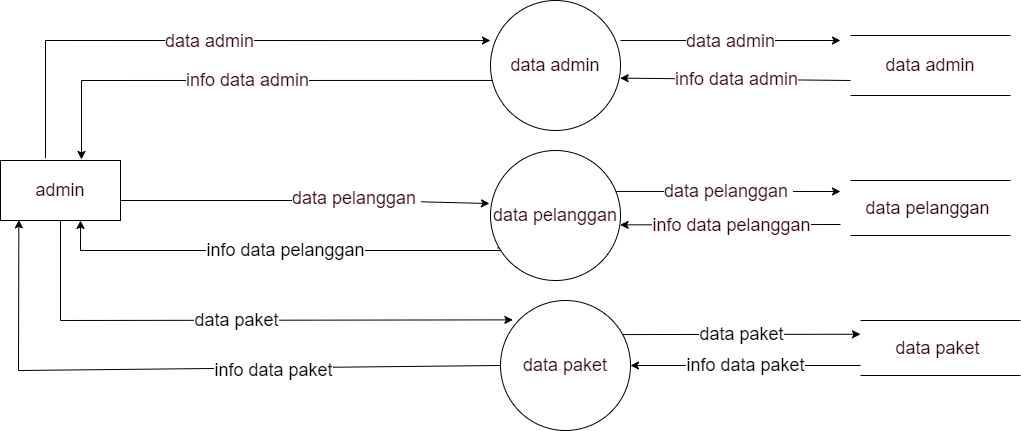 data admin
data admin
info data admin
info data admin
data admin
data admin
admin
data pelanggan
data pelanggan
data pelanggan
info data pelanggan
data pelanggan
info data pelanggan
data paket
data paket
info data paket
data paket
info data paket
data paket